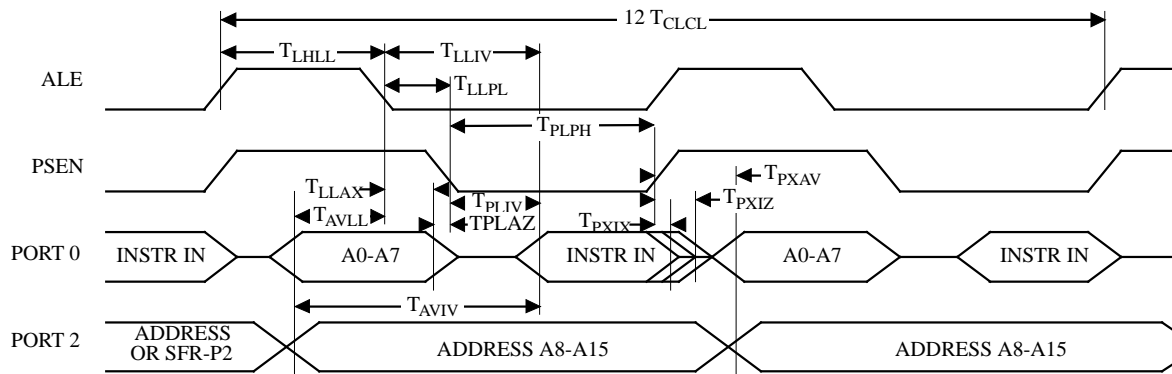 12 TCLCL
TLHLL TLLIV
ALE
TLLPL
TPLPH
PSEN
TLLAX TPLIV TPXAV
TPXIZ
TAVLL TPLAZ TPXIX
PORT 0 INSTR IN A0-A7 INSTR IN A0-A7 INSTR IN
TAVIV
PORT 2 ADDRESS
OR SFR-P2 ADDRESS A8-A15 ADDRESS A8-A15